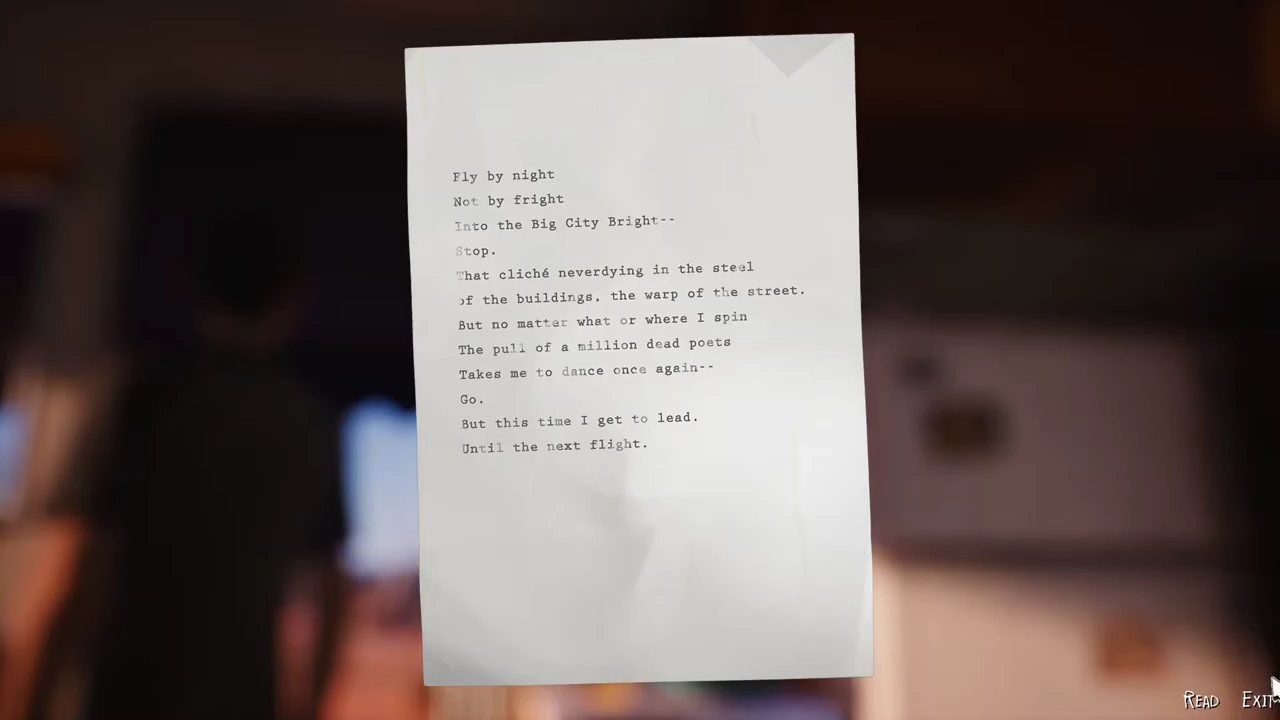 Fly by night
Not by fright
Into the Big City Bright--
Stop.
That cliché neverdying in the steel
of the buildings, the warp of the street.
But no matter what or where I spin
The pull of a million dead poets
Takes me to dance once again--
Go.
But this time I get to lead.
Until the next flight.
READ EXIT